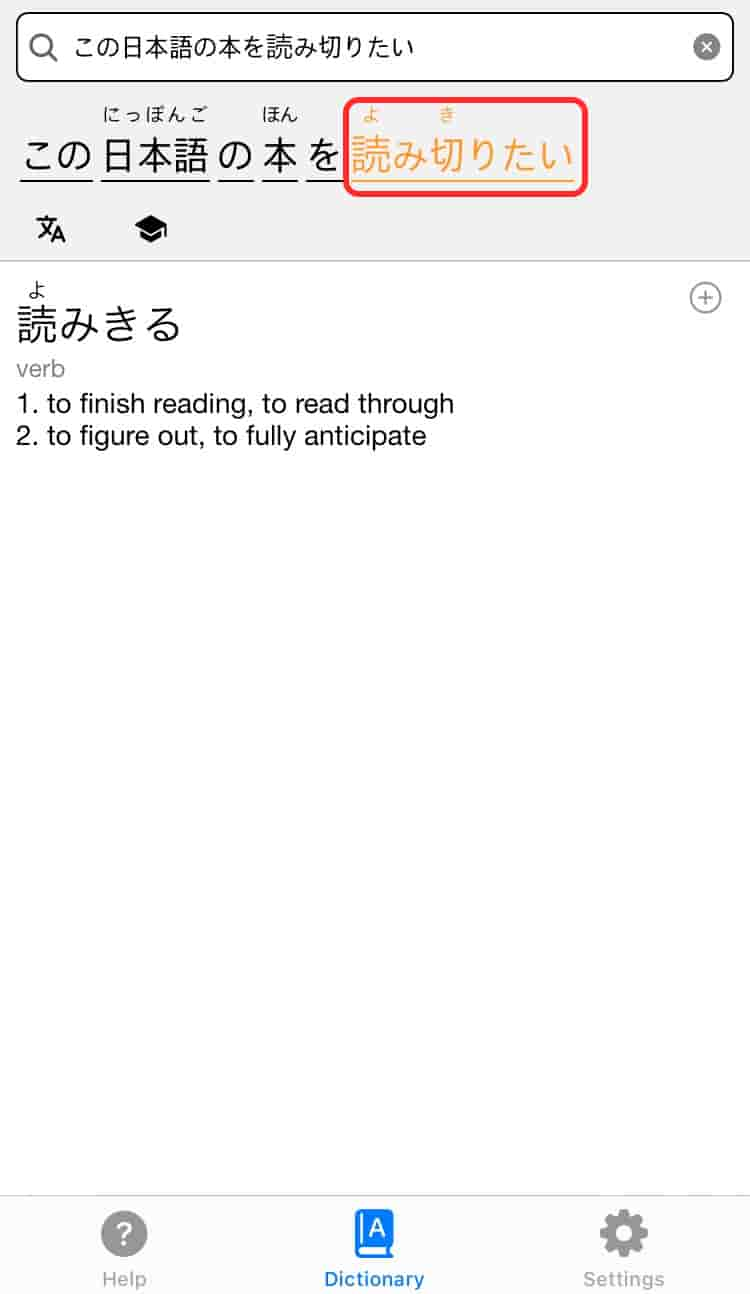 この日本語の本を読み切りたい
にっぽんご ほん よ き
この 日本語 の 本 を 読み切りたい
文A
よ
読みきる
verb
1. to finish reading, to read through
2. to figure out, to fully anticipate
? A
Help Dictionary Settings